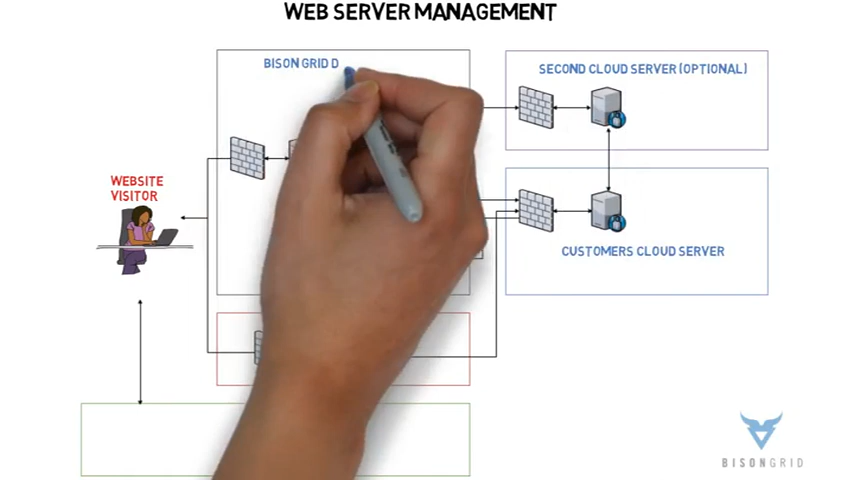 WEB SERVER MANAGEMENT
BISON GRID D
SECOND CLOUD SERVER (OPTIONAL)
WEBSITE
VISITOR
CUSTOMERS CLOUD SERVER
BISONGRID